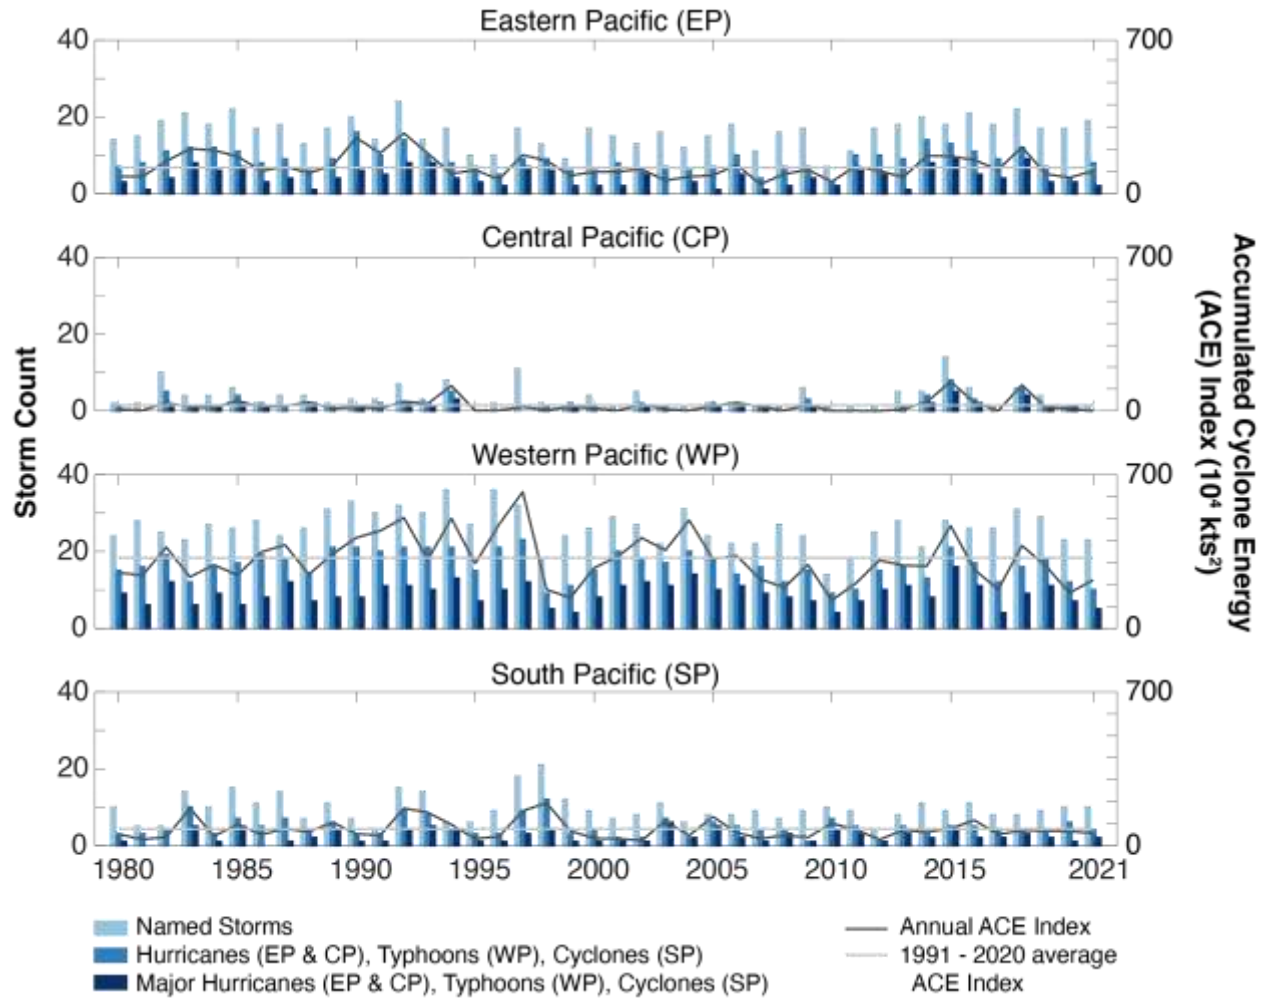 Eastern Pacific (EP)
40
700
20
0
0
Central Pacific (CP)
40
700
20
0
0
Western Pacific (WP)
40
700
20
0
0
South Pacific (SP)
40
700
20
0
0
Storm Count
Accumulated Cyclone Energy
(ACE) Index (10⁴ kts²)
1980 1985 1990 1995 2000 2005 2010 2015 2021
Named Storms
Hurricanes (EP & CP), Typhoons (WP), Cyclones (SP)
Major Hurricanes (EP & CP), Typhoons (WP), Cyclones (SP)
Annual ACE Index
1991 - 2020 average
ACE Index